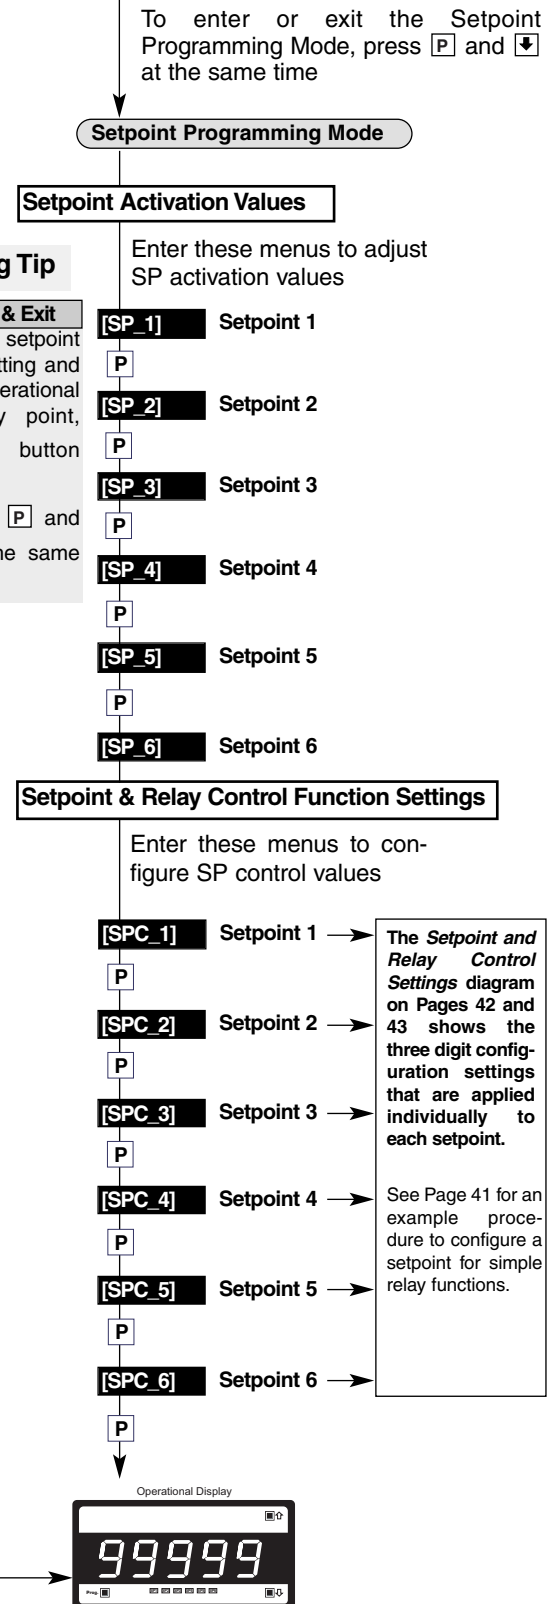 To enter or exit the Setpoint
Programming Mode, press P and
at the same time
Setpoint Programming Mode
Setpoint Activation Values
Enter these menus to adjust
SP activation values
g Tip
& Exit
setpoint
tting and
erational
y point,
button
P and
he same
[SP_1] Setpoint 1
P
[SP_2] Setpoint 2
P
[SP_3] Setpoint 3
P
[SP_4] Setpoint 4
P
[SP_5] Setpoint 5
P
[SP_6] Setpoint 6
Setpoint & Relay Control Function Settings
Enter these menus to con-
figure SP control values
[SPC_1] Setpoint 1
P
[SPC_2] Setpoint 2
P
[SPC_3] Setpoint 3
P
[SPC_4] Setpoint 4
P
[SPC_5] Setpoint 5
P
[SPC_6] Setpoint 6
P
The Setpoint and
Relay Control
Settings diagram
on Pages 42 and
43 shows the
three digit config-
uration settings
that are applied
individually to
each setpoint.
See Page 41 for an
example proce-
dure to configure a
setpoint for simple
relay functions.
Operational Display
99999
Prog.